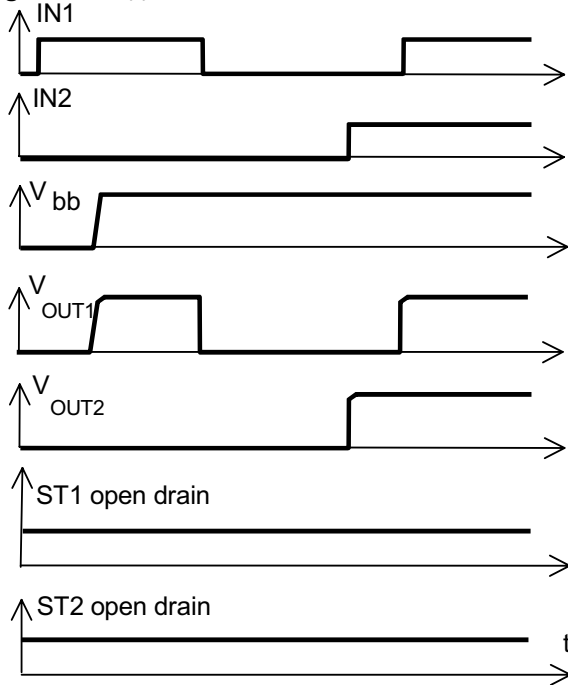 IN1
IN2
V bb
V OUT1
V OUT2
ST1 open drain
ST2 open drain
t